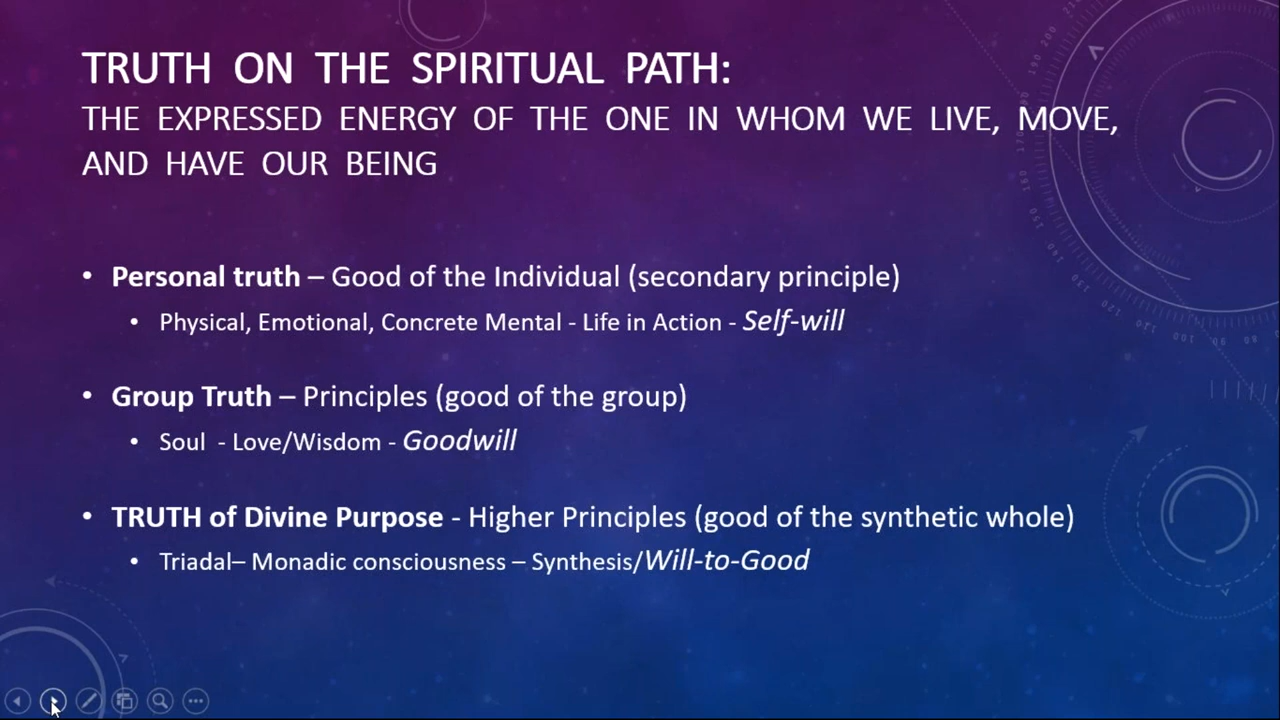 TRUTH ON THE SPIRITUAL PATH:
THE EXPRESSED ENERGY OF THE ONE IN WHOM WE LIVE, MOVE,
AND HAVE OUR BEING
• Personal truth – Good of the Individual (secondary principle)
• Physical, Emotional, Concrete Mental - Life in Action - Self-will
• Group Truth – Principles (good of the group)
• Soul - Love/Wisdom - Goodwill
• TRUTH of Divine Purpose - Higher Principles (good of the synthetic whole)
• Triadal– Monadic consciousness – Synthesis/Will-to-Good